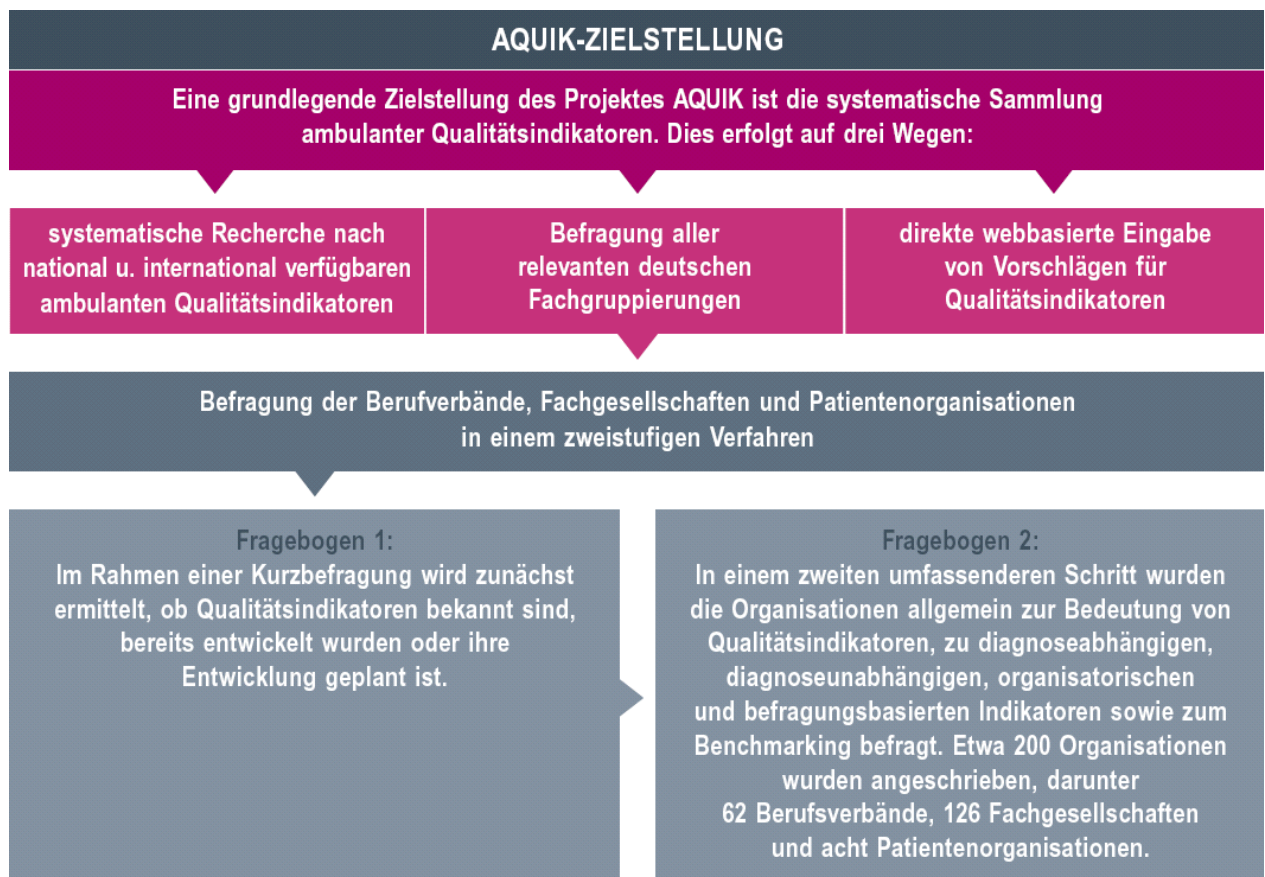 AQUIK-ZIELSTELLUNG
Eine grundlegende Zielstellung des Projektes AQUIK ist die systematische Sammlung
ambulanter Qualitätsindikatoren. Dies erfolgt auf drei Wegen:
systematische Recherche nach
national u. international verfügbaren
ambulanten Qualitätsindikatoren
Befragung aller
relevanten deutschen
Fachgruppierungen
direkte webbasierte Eingabe
von Vorschlägen für
Qualitätsindikatoren
Befragung der Berufverbände, Fachgesellschaften und Patientenorganisationen
in einem zweistufigen Verfahren
Fragebogen 1:
Im Rahmen einer Kurzbefragung wird zunächst
ermittelt, ob Qualitätsindikatoren bekannt sind,
bereits entwickelt wurden oder ihre
Entwicklung geplant ist.
Fragebogen 2:
In einem zweiten umfassenderen Schritt wurden
die Organisationen allgemein zur Bedeutung von
Qualitätsindikatoren, zu diagnoseabhängigen,
diagnoseunabhängigen, organisatorischen
und befragungsbasierten Indikatoren sowie zum
Benchmarking befragt. Etwa 200 Organisationen
wurden angeschrieben, darunter
62 Berufsverbände, 126 Fachgesellschaften
und acht Patientenorganisationen.